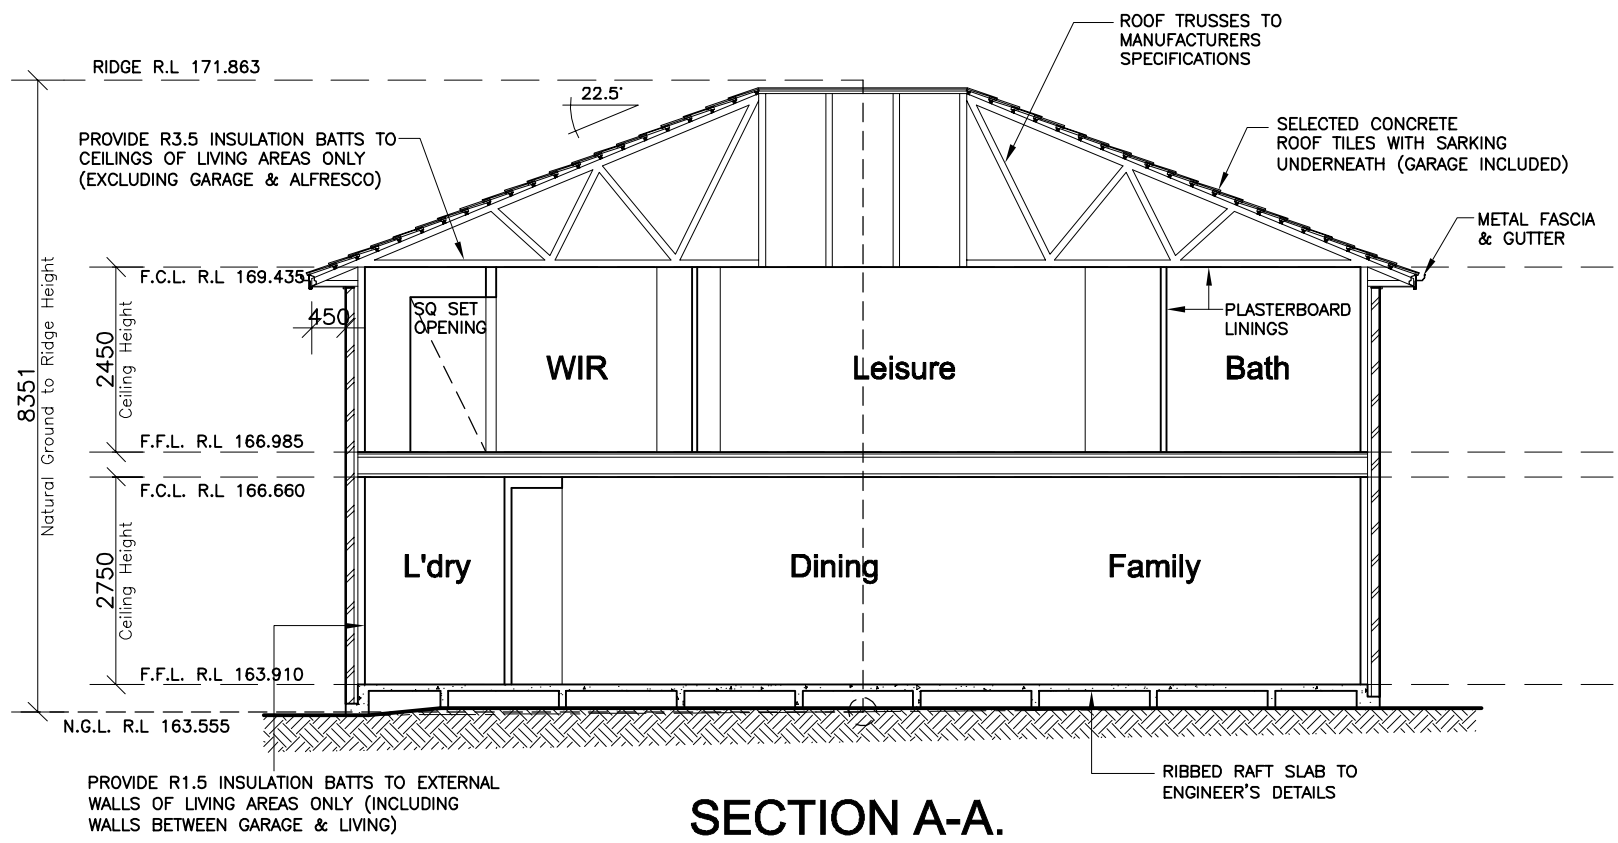 ROOF TRUSSES TO
MANUFACTURERS
SPECIFICATIONS
RIDGE R.L 171.863
22.5°
PROVIDE R3.5 INSULATION BATTS TO
CEILINGS OF LIVING AREAS ONLY
(EXCLUDING GARAGE & ALFRESCO)
SELECTED CONCRETE
ROOF TILES WITH SARKING
UNDERNEATH (GARAGE INCLUDED)
METAL FASCIA
& GUTTER
F.C.L. R.L 169.435
450
SQ SET
OPENING
PLASTERBOARD
LININGS
8351
Natural Ground to Ridge Height
2450
Ceiling Height
WIR
Leisure
Bath
F.F.L. R.L 166.985
F.C.L. R.L 166.660
2750
Ceiling Height
L'dry
Dining
Family
F.F.L. R.L 163.910
N.G.L. R.L 163.555
PROVIDE R1.5 INSULATION BATTS TO EXTERNAL
WALLS OF LIVING AREAS ONLY (INCLUDING
WALLS BETWEEN GARAGE & LIVING)
RIBBED RAFT SLAB TO
ENGINEER'S DETAILS
SECTION A-A.